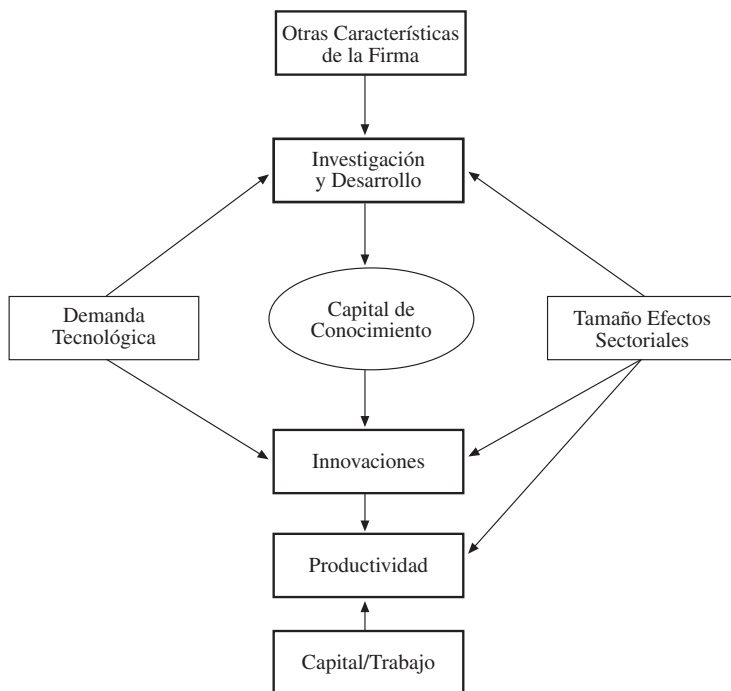 Otras Características
de la Firma
Investigación
y Desarrollo
Demanda
Tecnológica
Capital de
Conocimiento
Tamaño Efectos
Sectoriales
Innovaciones
Productividad
Capital/Trabajo